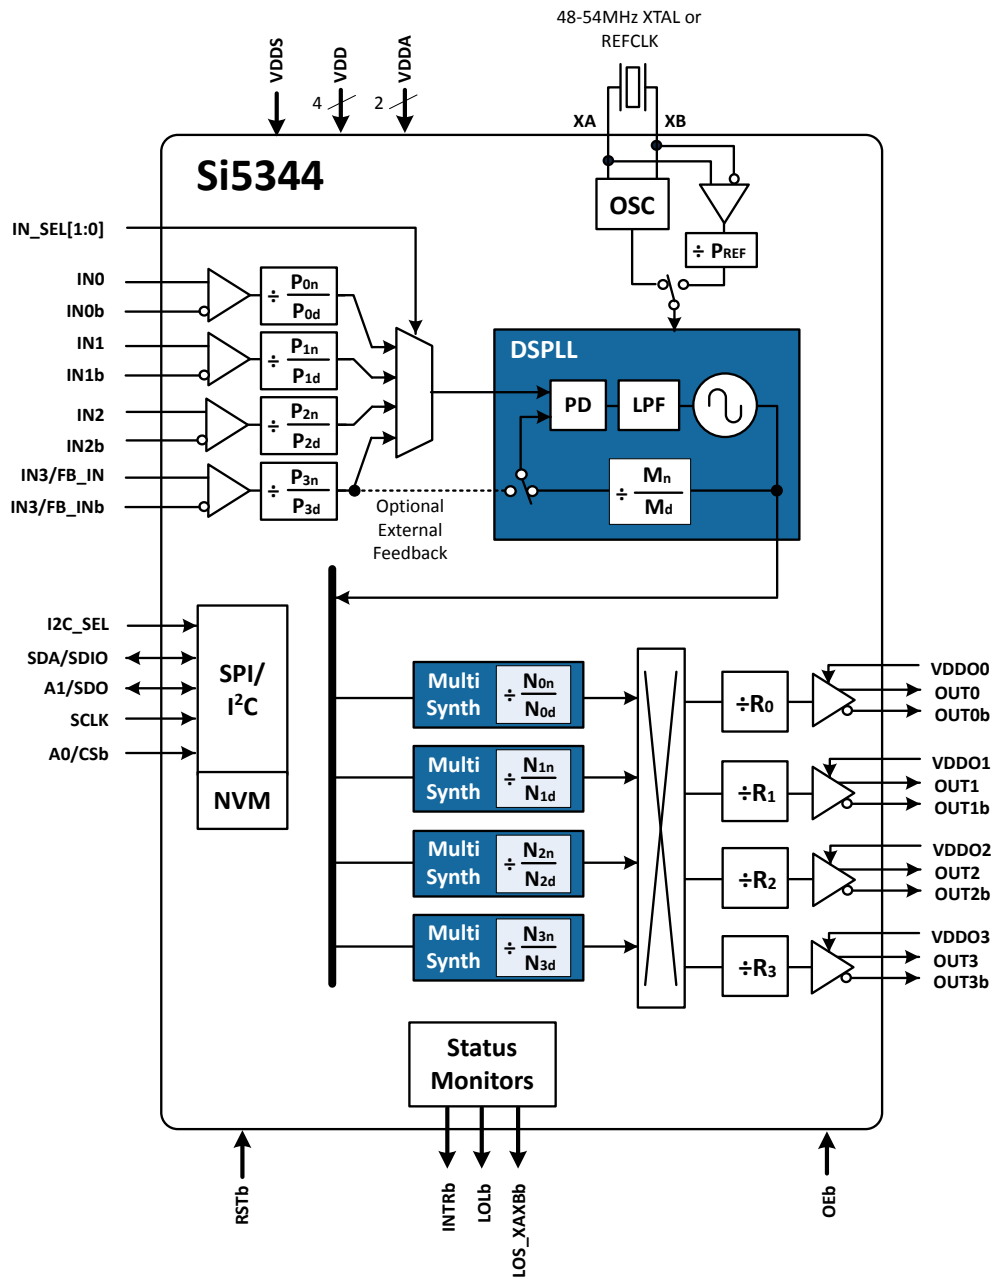 48-54MHz XTAL or
REFCLK
VDDS
VDD
VDDA
4
2
XA
XB
Si5344
OSC
÷ PREF
IN_SEL[1:0]
IN0
IN0b
÷ P0n
P0d
IN1
IN1b
÷ P1n
P1d
IN2
IN2b
÷ P2n
P2d
IN3/FB_IN
IN3/FB_INb
÷ P3n
P3d
DSPLL
PD
LPF
÷ Mn
Md
Optional
External
Feedback
I2C_SEL
SDA/SDIO
A1/SDO
SCLK
A0/CSb
SPI/
I²C
NVM
Multi
Synth
÷ N0n
N0d
Multi
Synth
÷ N1n
N1d
Multi
Synth
÷ N2n
N2d
Multi
Synth
÷ N3n
N3d
÷R0
÷R1
÷R2
÷R3
VDDO0
OUT0
OUT0b
VDDO1
OUT1
OUT1b
VDDO2
OUT2
OUT2b
VDDO3
OUT3
OUT3b
Status
Monitors
RSTb
INTRb
LOLb
LOS_XAXBb
OEb